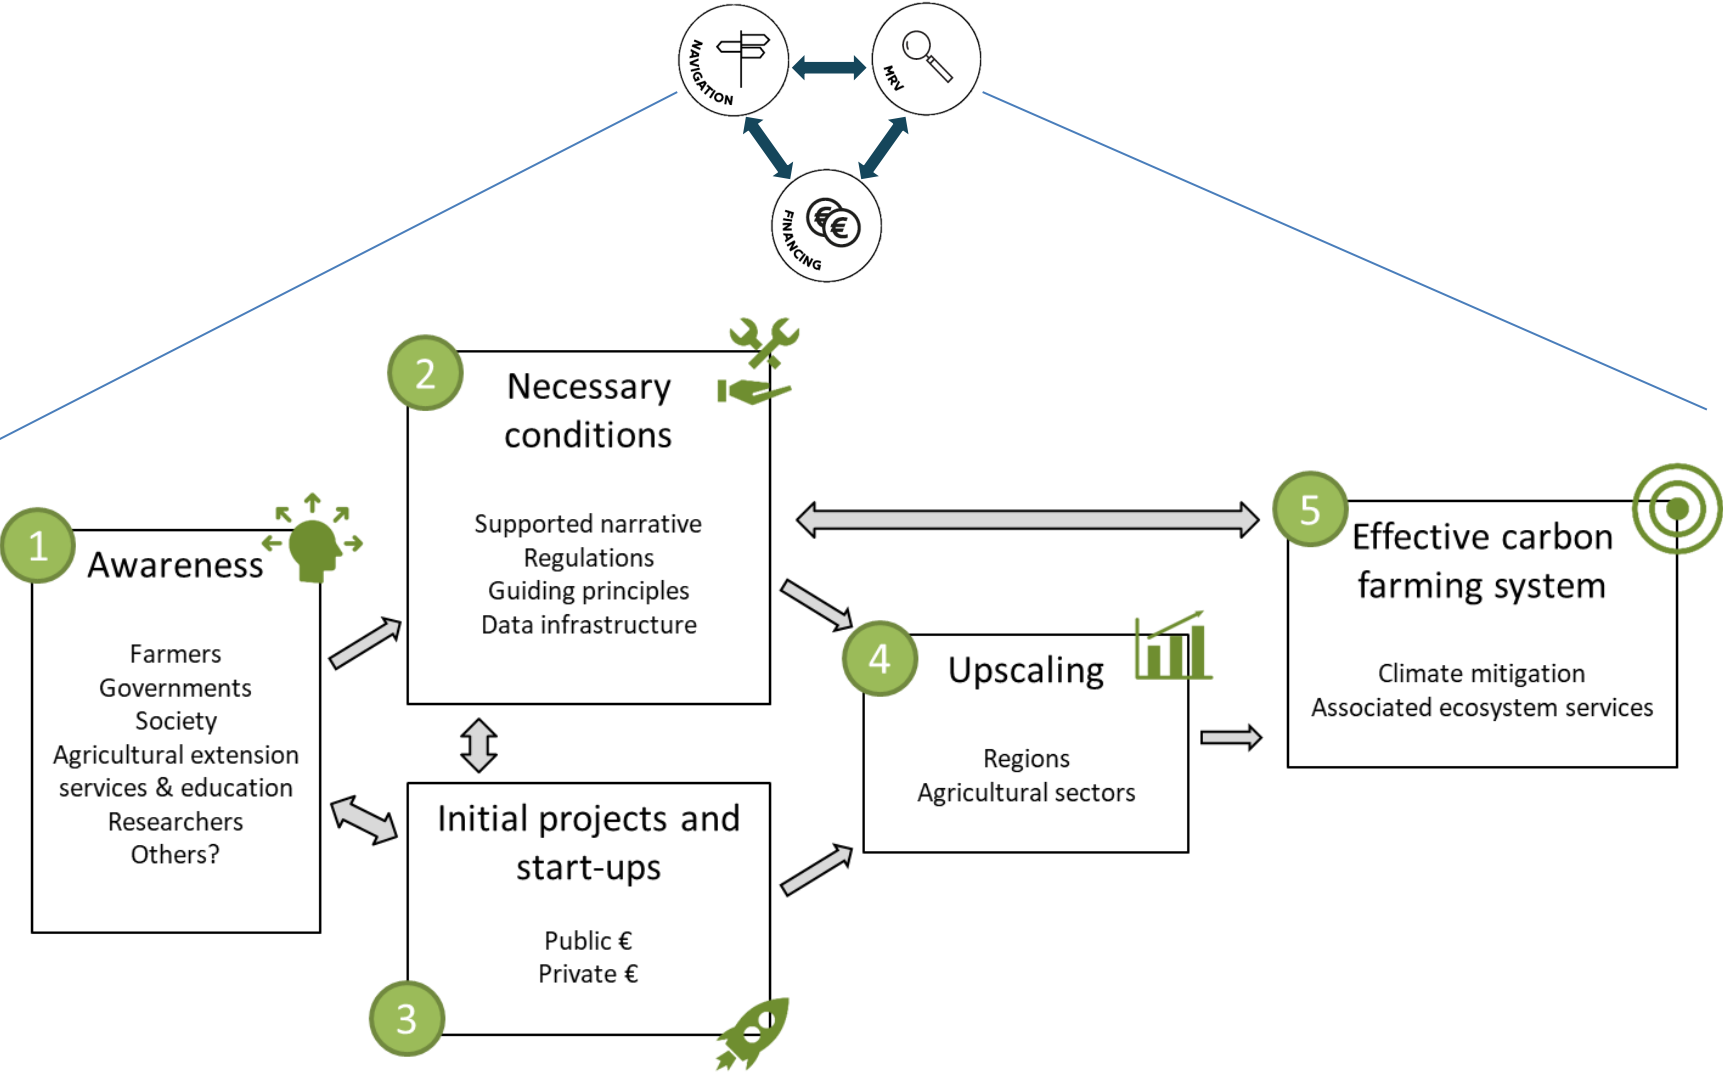 NAVIGATION
MRV
FINANCING
€
€
1
Awareness
Farmers
Governments
Society
Agricultural extension
services & education
Researchers
Others?
2
Necessary
conditions
Supported narrative
Regulations
Guiding principles
Data infrastructure
Initial projects and
start-ups
Public €
Private €
3
4
Upscaling
Regions
Agricultural sectors
5
Effective carbon
farming system
Climate mitigation
Associated ecosystem services